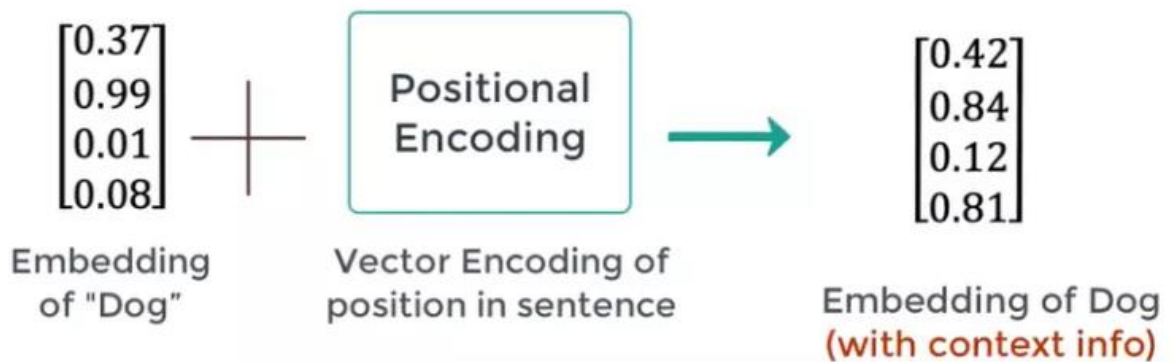 [0.37]
[0.99]
[0.01]
[0.08]
+
Positional
Encoding
[0.42]
[0.84]
[0.12]
[0.81]
Embedding
of "Dog"
Vector Encoding of
position in sentence
Embedding of Dog
(with context info)